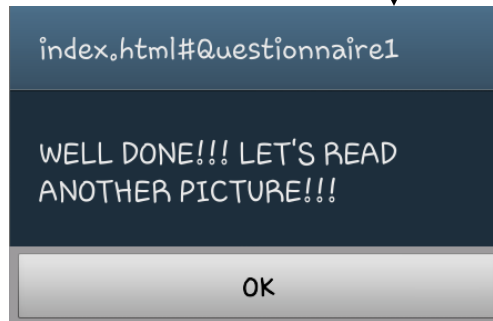 index.html#Questionnaire1
WELL DONE!!! LET'S READ
ANOTHER PICTURE!!!
OK